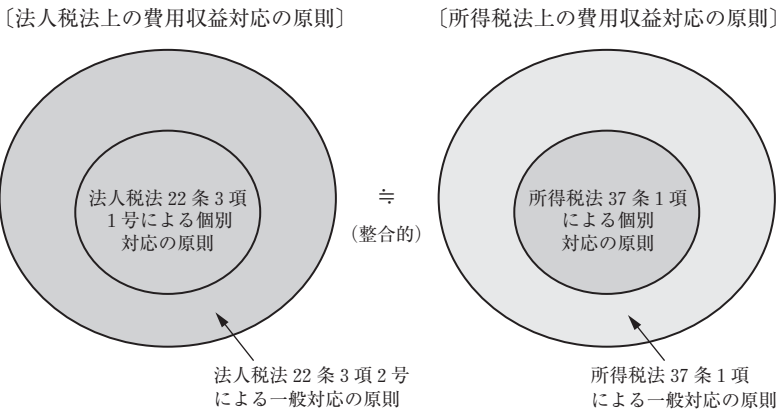 〔法人税法上の費用収益対応の原則〕
〔所得税法上の費用収益対応の原則〕
法人税法 22 条 3 項
1 号による個別
対応の原則
≒
(整合的)
所得税法 37 条 1 項
による個別
対応の原則
法人税法 22 条 3 項 2 号
による一般対応の原則
所得税法 37 条 1 項
による一般対応の原則